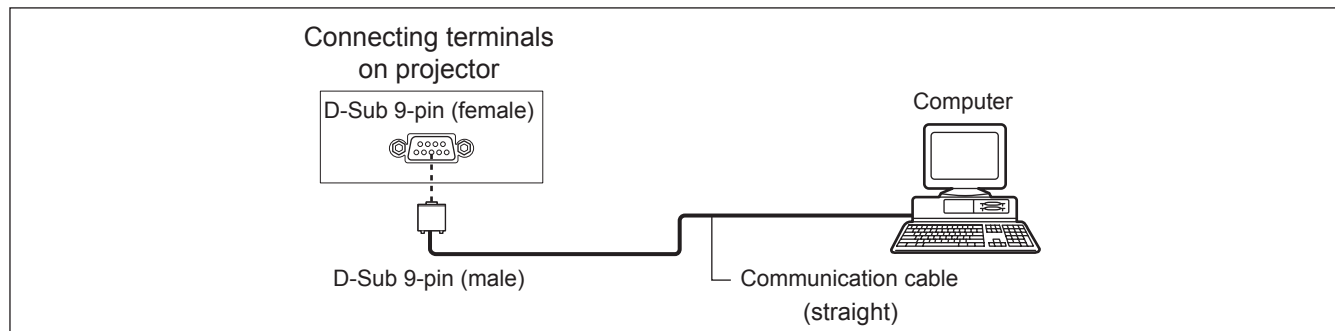 Connecting terminals
on projector
D-Sub 9-pin (female)
Computer
D-Sub 9-pin (male)
Communication cable
(straight)